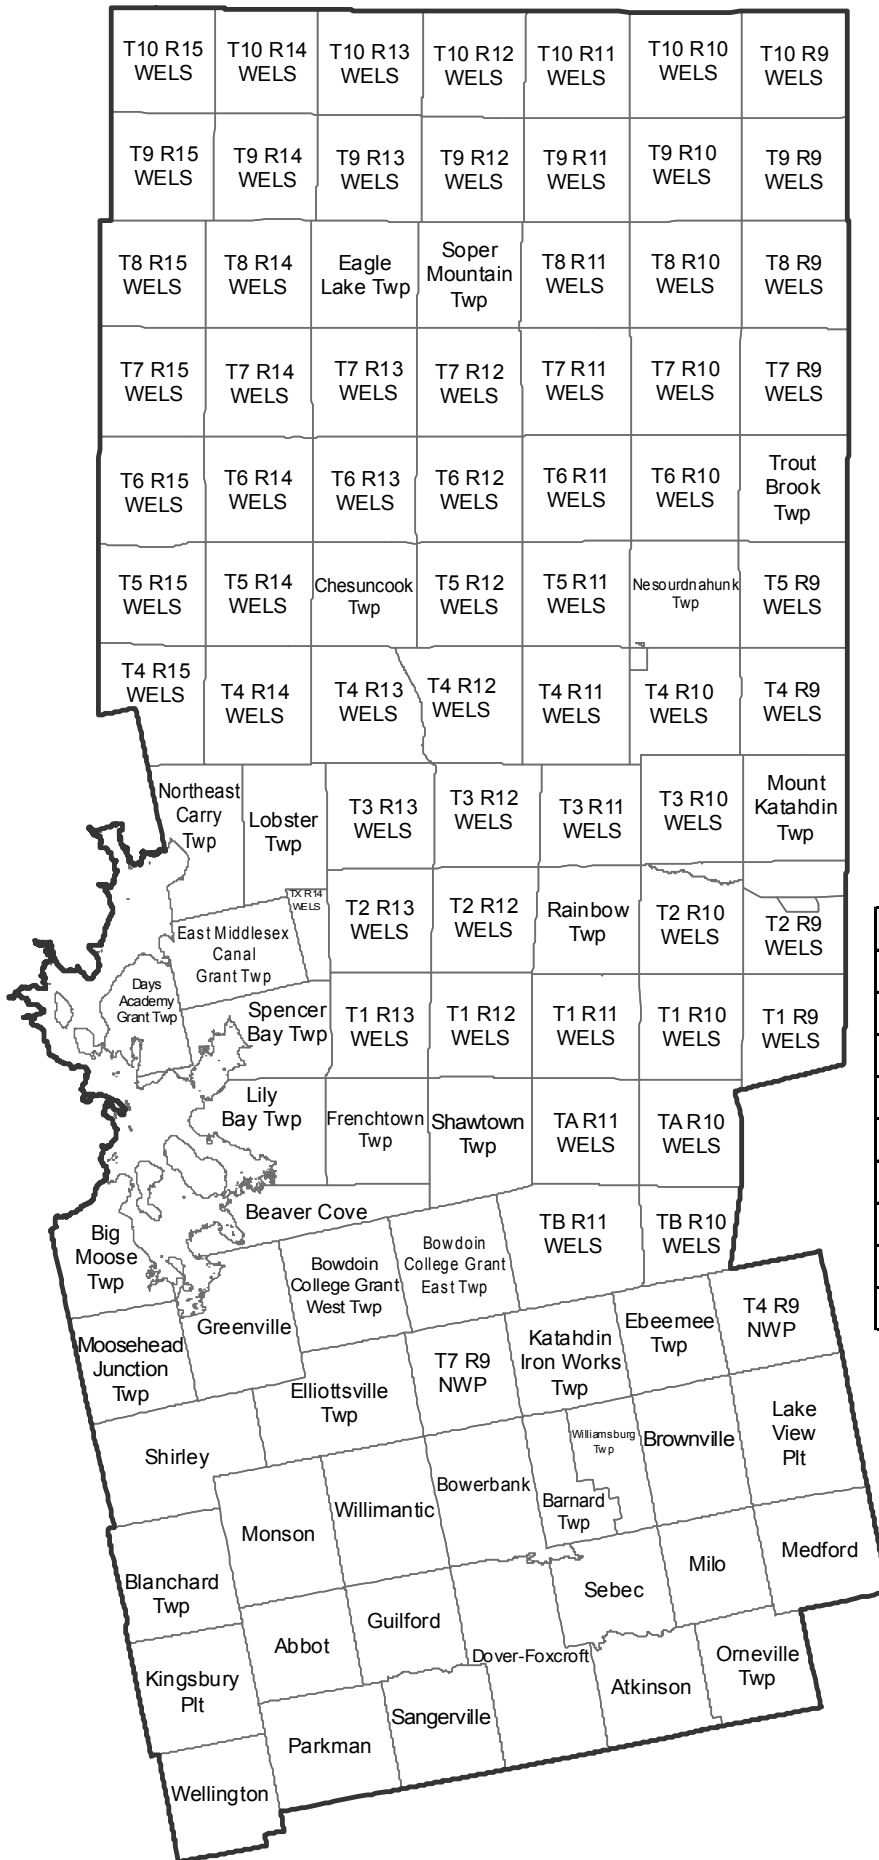 T10 R15
WELS
T10 R14
WELS
T10 R13
WELS
T10 R12
WELS
T10 R11
WELS
T10 R10
WELS
T10 R9
WELS
T9 R15
WELS
T9 R14
WELS
T9 R13
WELS
T9 R12
WELS
T9 R11
WELS
T9 R10
WELS
T9 R9
WELS
T8 R15
WELS
T8 R14
WELS
Eagle
Lake Twp
Soper
Mountain
Twp
T8 R11
WELS
T8 R10
WELS
T8 R9
WELS
T7 R15
WELS
T7 R14
WELS
T7 R13
WELS
T7 R12
WELS
T7 R11
WELS
T7 R10
WELS
T7 R9
WELS
T6 R15
WELS
T6 R14
WELS
T6 R13
WELS
T6 R12
WELS
T6 R11
WELS
T6 R10
WELS
Trout
Brook
Twp
T5 R15
WELS
T5 R14
WELS
Chesuncook
Twp
T5 R12
WELS
T5 R11
WELS
Nesourdnahunk
Twp
T5 R9
WELS
T4 R15
WELS
T4 R14
WELS
T4 R13
WELS
T4 R12
WELS
T4 R11
WELS
T4 R10
WELS
T4 R9
WELS
Northeast
Carry
Twp
Lobster
Twp
T3 R13
WELS
T3 R12
WELS
T3 R11
WELS
T3 R10
WELS
Mount
Katahdin
Twp
TX R14
WELS
T2 R13
WELS
T2 R12
WELS
Rainbow
Twp
T2 R10
WELS
T2 R9
WELS
East Middlesex
Canal
Grant Twp
Days
Academy
Grant Twp
Spencer
Bay Twp
T1 R13
WELS
T1 R12
WELS
T1 R11
WELS
T1 R10
WELS
T1 R9
WELS
Lily
Bay Twp
Frenchtown
Twp
Shawtown
Twp
TA R11
WELS
TA R10
WELS
Beaver Cove
TB R11
WELS
TB R10
WELS
Big
Moose
Twp
Bowdoin
College Grant
West Twp
Bowdoin
College Grant
East Twp
Moosehead
Junction
Twp
Greenville
Elliottsville
Twp
T7 R9
NWP
Katahdin
Iron Works
Twp
Ebeemee
Twp
T4 R9
NWP
Shirley
Williamsburg
Twp
Brownville
Lake
View
Plt
Monson
Willimantic
Bowerbank
Barnard
Twp
Blanchard
Twp
Guilford
Sebec
Milo
Medford
Abbot
Dover-Foxcroft
Kingsbury
Plt
Sangerville
Atkinson
Orneville
Twp
Parkman
Wellington